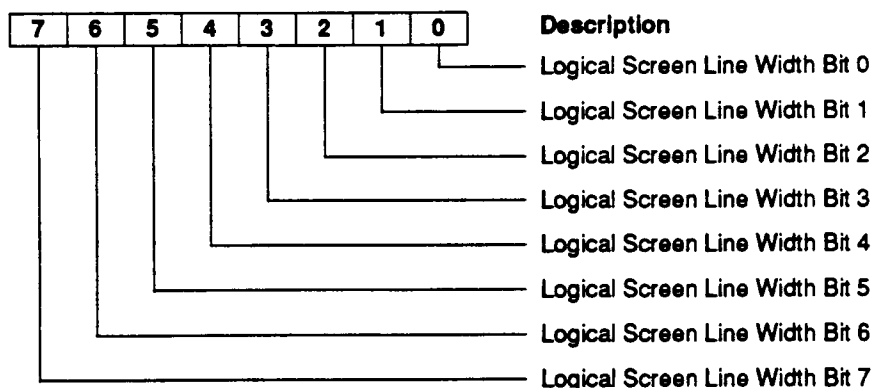 7 6 5 4 3 2 1 0
Description
Logical Screen Line Width Bit 0
Logical Screen Line Width Bit 1
Logical Screen Line Width Bit 2
Logical Screen Line Width Bit 3
Logical Screen Line Width Bit 4
Logical Screen Line Width Bit 5
Logical Screen Line Width Bit 6
Logical Screen Line Width Bit 7